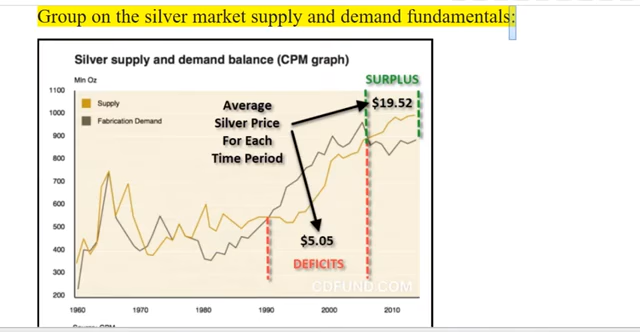 Group on the silver market supply and demand fundamentals:
Silver supply and demand balance (CPM graph)
Mln Oz
SURPLUS
1100
1000
900
800
700
600
500
400
300
200
Supply
Fabrication Demand
Average
Silver Price
For Each
Time Period
$19.52
$5.05
DEFICITS
GDFUND.COM
1960
1970
1980
1990
2000
2010